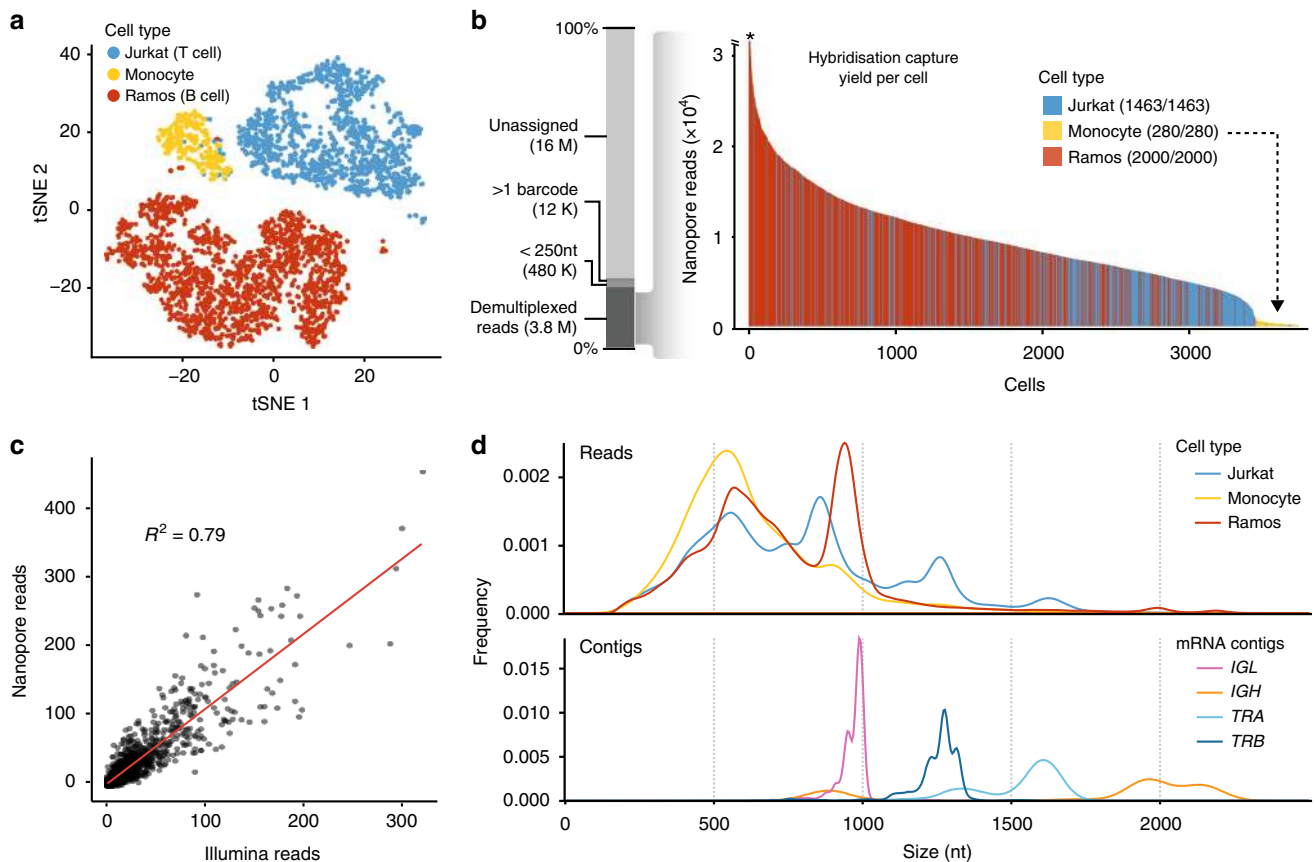 a
Cell type
Jurkat (T cell)
Monocyte
Ramos (B cell)
40
20
0
−20
tSNE 2
−20
0
20
tSNE 1
b
100%
Unassigned
(16 M)
>1 barcode
(12 K)
< 250nt
(480 K)
Demultiplexed
reads (3.8 M)
0%
Nanopore reads (×10⁴)
3
2
1
0
*
Hybridisation capture
yield per cell
Cell type
Jurkat (1463/1463)
Monocyte (280/280)
Ramos (2000/2000)
0
1000
2000
3000
Cells
c
R² = 0.79
Nanopore reads
400
300
200
100
0
0
100
200
300
Illumina reads
d
Reads
Cell type
Jurkat
Monocyte
Ramos
0.002
0.001
0.000
Frequency
Contigs
mRNA contigs
IGL
IGH
TRA
TRB
0.015
0.010
0.005
0.000
0
500
1000
1500
2000
Size (nt)